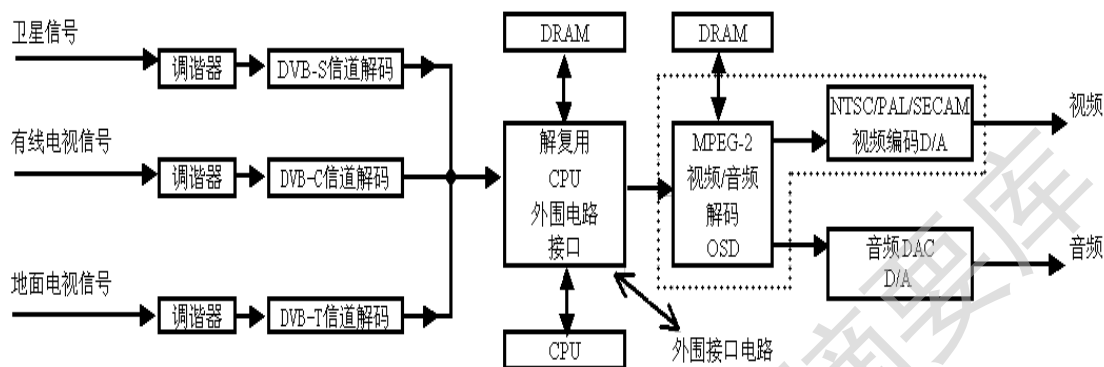 卫星信号
调谐器
DVB-S信道解码
有线电视信号
调谐器
DVB-C信道解码
地面电视信号
调谐器
DVB-T信道解码
DRAM
解复用
CPU
外围电路
接口
CPU
外围接口电路
DRAM
MPEG-2
视频/音频
解码
OSD
NTSC/PAL/SECAM
视频编码D/A
视频
音频DAC
D/A
音频
摘要库